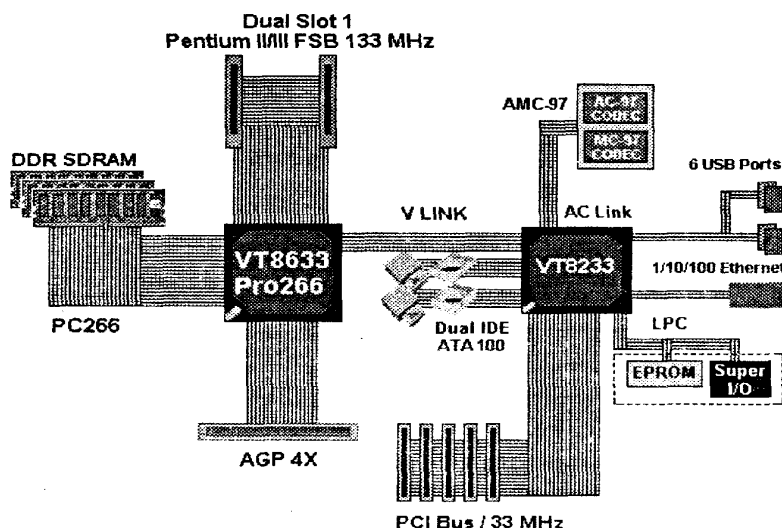 Dual Slot 1
Pentium II/III FSB 133 MHz
AMC-97
AC-97
CODEC
MC-97
CODEC
DDR SDRAM
6 USB Ports
V LINK
AC Link
VT8633
Pro266
VT8233
1/10/100 Ethernet
PC266
Dual IDE
ATA 100
LPC
EPROM
Super
I/O
AGP 4X
PCI Bus / 33 MHz